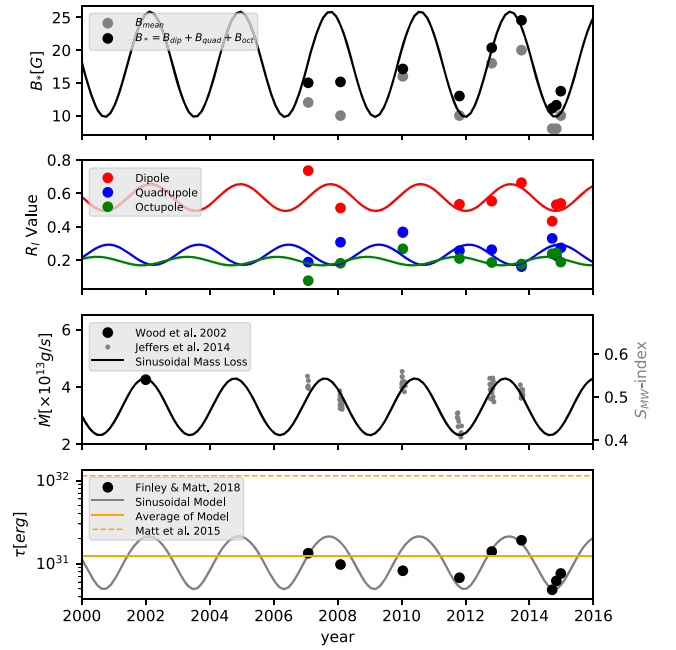 25
20
15
10
B_*[G]
B_mean
B_* = B_dip + B_quad + B_oct
0.8
0.6
0.4
0.2
R_l Value
Dipole
Quadrupole
Octupole
6
4
2
Ṁ[×10^13 g/s]
Wood et al. 2002
Jeffers et al. 2014
Sinusoidal Mass Loss
0.6
0.5
0.4
S_MW-index
10^32
10^31
τ[erg]
Finley & Matt. 2018
Sinusoidal Model
Average of Model
Matt et al. 2015
2000 2002 2004 2006 2008 2010 2012 2014 2016
year